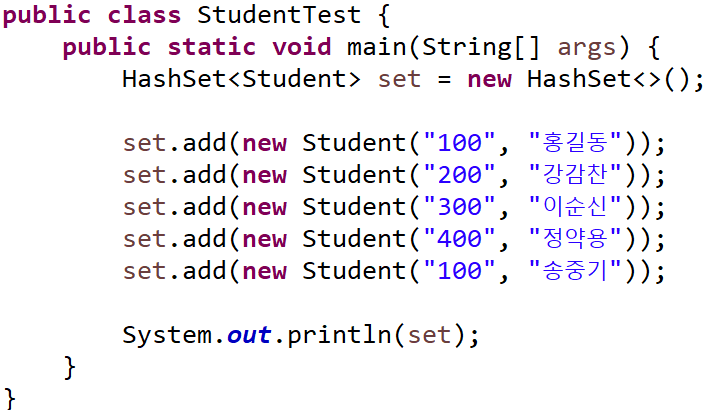 public class StudentTest {
    public static void main(String[] args) {
        HashSet<Student> set = new HashSet<>();

        set.add(new Student("100", "홍길동"));
        set.add(new Student("200", "강감찬"));
        set.add(new Student("300", "이순신"));
        set.add(new Student("400", "정약용"));
        set.add(new Student("100", "송중기"));

        System.out.println(set);
    }
}